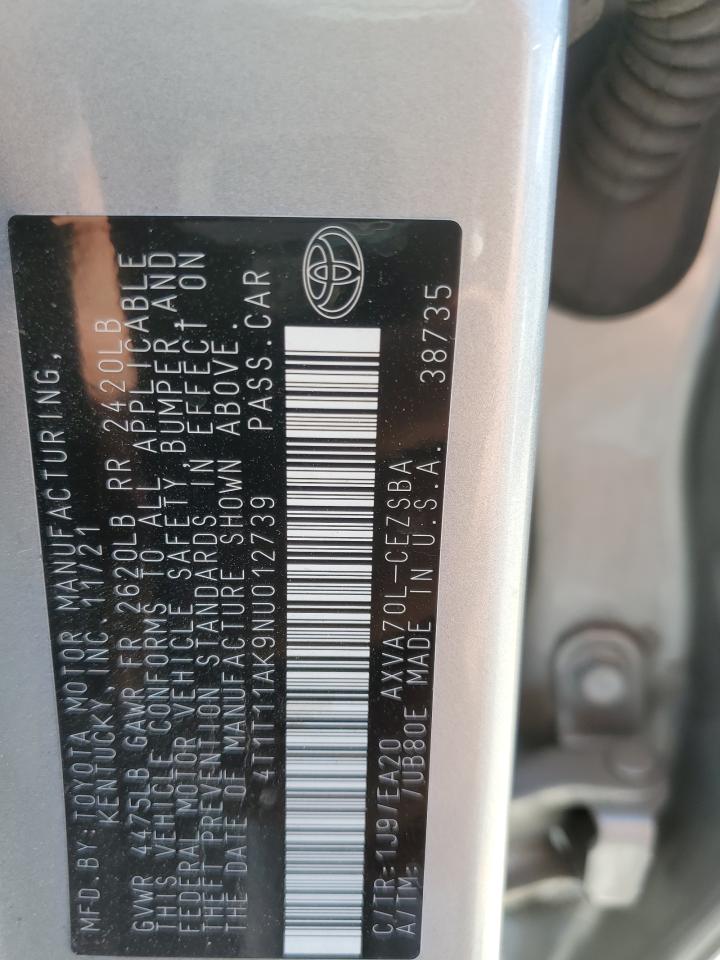 MFD. BY: TOYOTA MOTOR MANUFACTURING,
KENTUCKY, INC. 11/21
GVWR 4475LB GAWR FR 2620LB RR 2420LB
THIS VEHICLE CONFORMS TO ALL APPLICABLE
FEDERAL MOTOR VEHICLE SAFETY, BUMPER, AND
THEFT PREVENTION STANDARDS IN EFFECT ON
THE DATE OF MANUFACTURE SHOWN ABOVE.
4T1T11AK9NU012739 PASS.CAR
C/TR: 1J9/EA20 AXVA70L-CEZSBA
A/TM: /UB80E MADE IN U.S.A. 38735